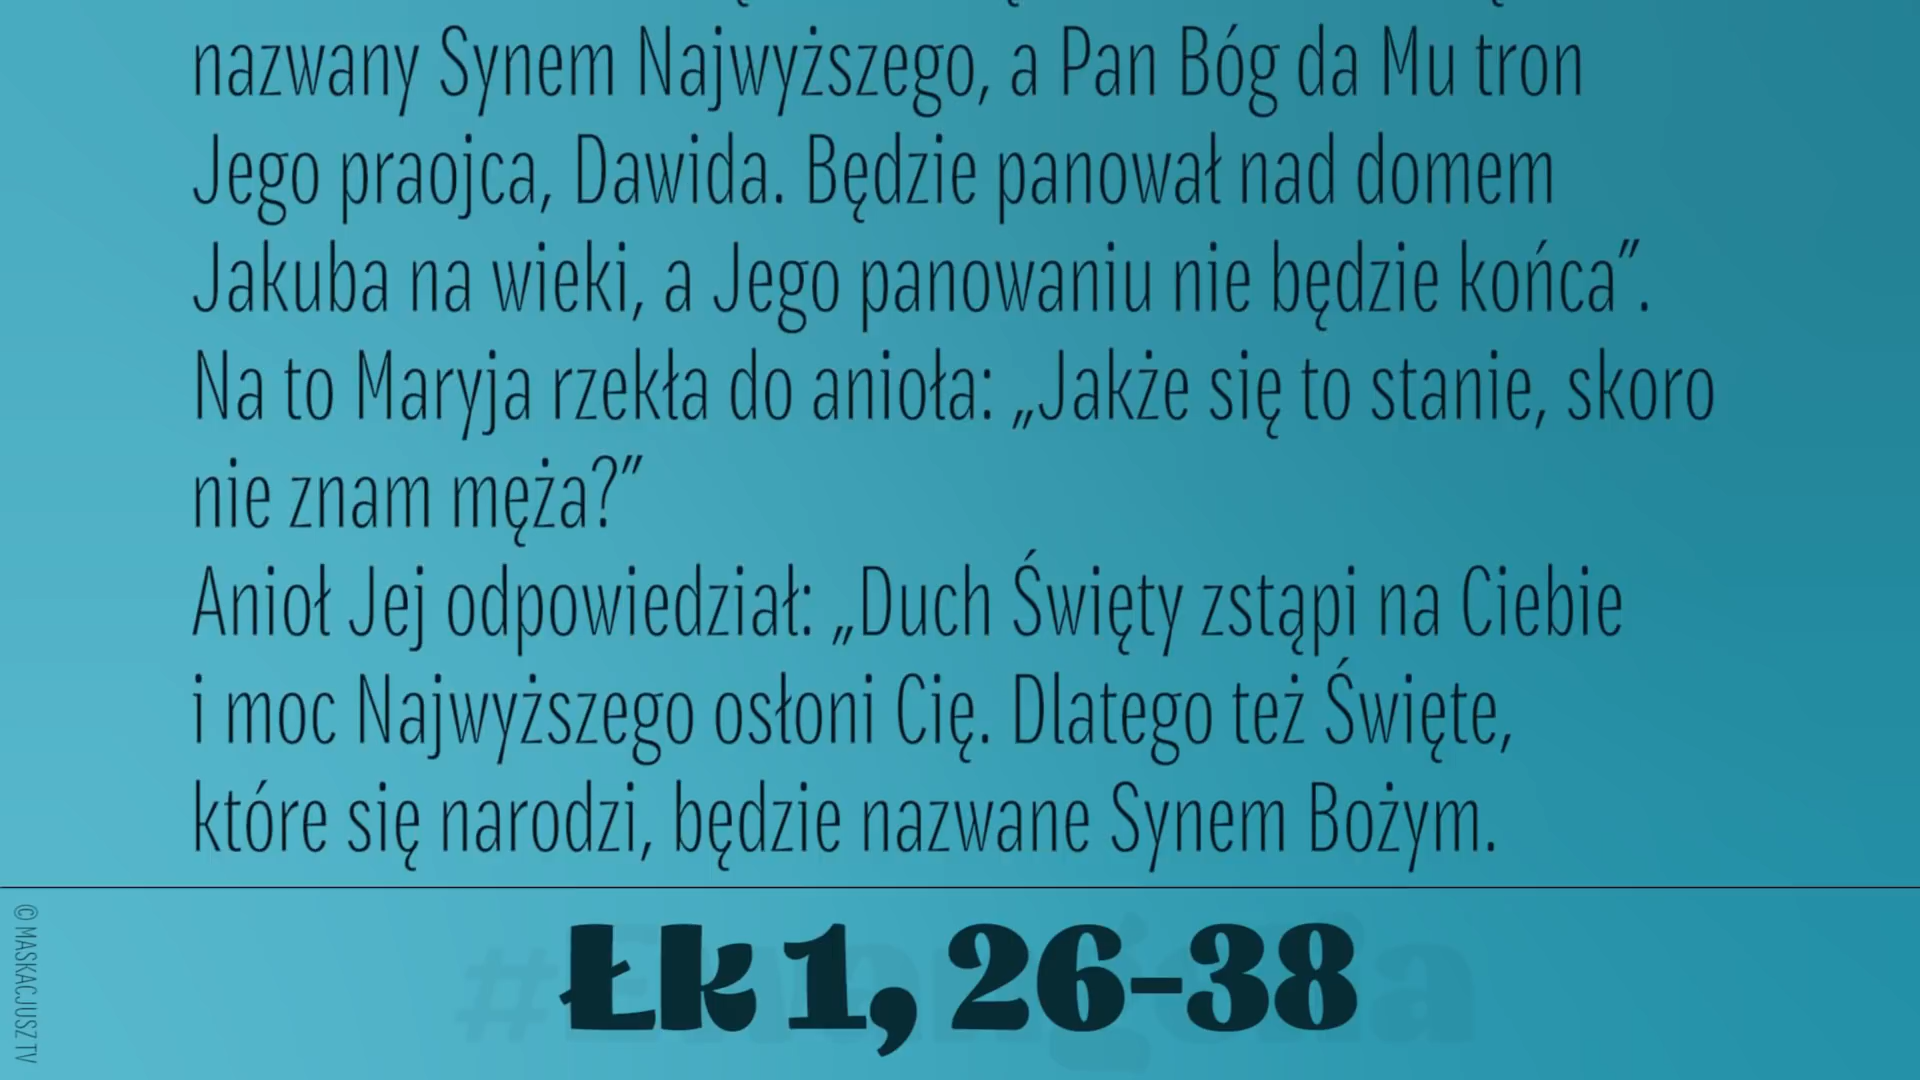 nazwany Synem Najwyższego, a Pan Bóg da Mu tron
Jego praojca, Dawida. Będzie panował nad domem
Jakuba na wieki, a Jego panowaniu nie będzie końca”.
Na to Maryja rzekła do anioła: „Jakże się to stanie, skoro
nie znam męża?”
Anioł Jej odpowiedział: „Duch Święty zstąpi na Ciebie
i moc Najwyższego osłoni Cię. Dlatego też Święte,
które się narodzi, będzie nazwane Synem Bożym.
Łk 1, 26-38
© MASKACJUSZ TV